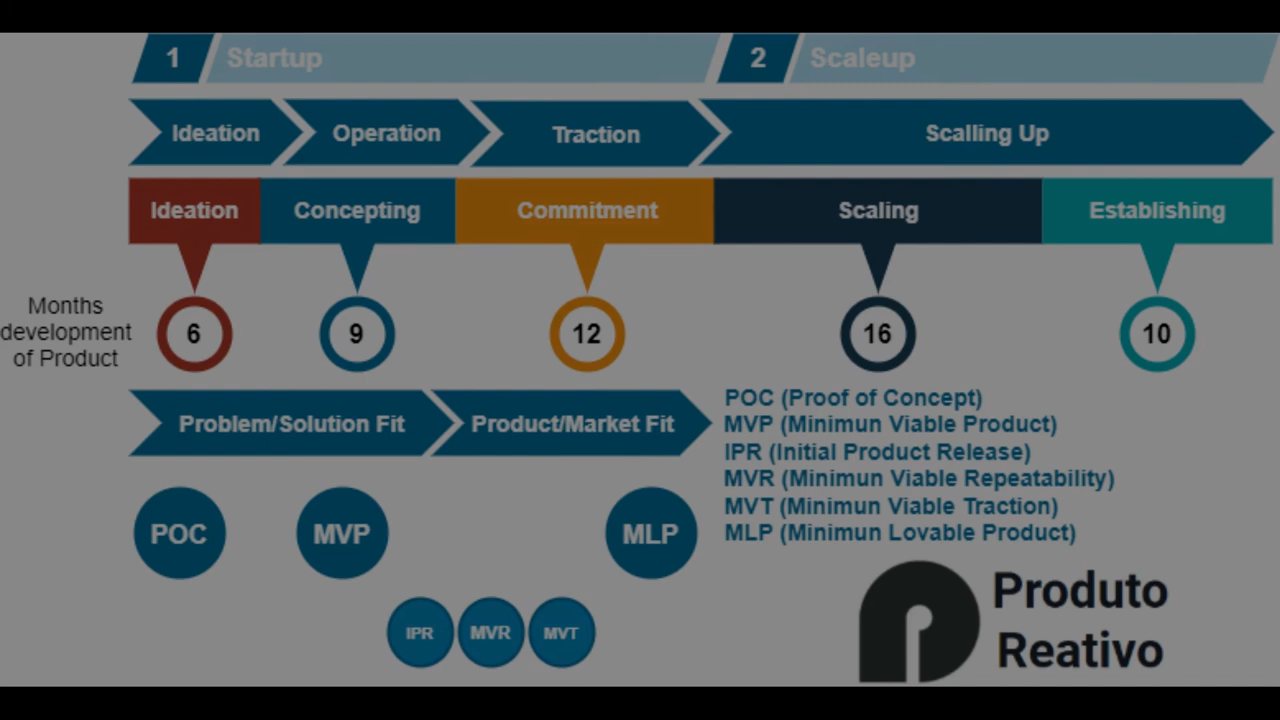 1 Startup 2 Scaleup
Ideation Operation Traction Scalling Up
Ideation Concepting Commitment Scaling Establishing
Months
development
of Product
6 9 12 16 10
Problem/Solution Fit Product/Market Fit
POC (Proof of Concept)
MVP (Minimun Viable Product)
IPR (Initial Product Release)
MVR (Minimun Viable Repeatability)
MVT (Minimun Viable Traction)
MLP (Minimun Lovable Product)
POC MVP MLP
IPR MVR MVT
Produto
Reativo